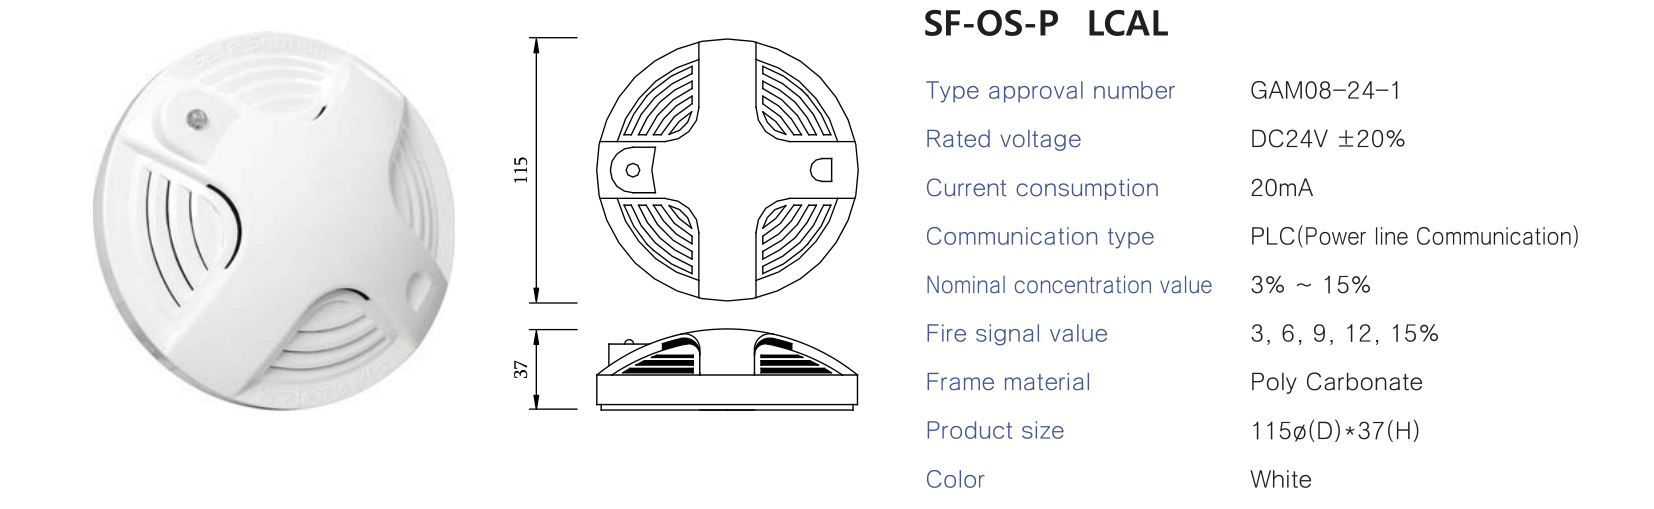 SF-OS-P LCAL
115
37
Type approval number GAM08-24-1
Rated voltage DC24V ±20%
Current consumption 20mA
Communication type PLC(Power line Communication)
Nominal concentration value 3% ~ 15%
Fire signal value 3, 6, 9, 12, 15%
Frame material Poly Carbonate
Product size 115ø(D)*37(H)
Color White